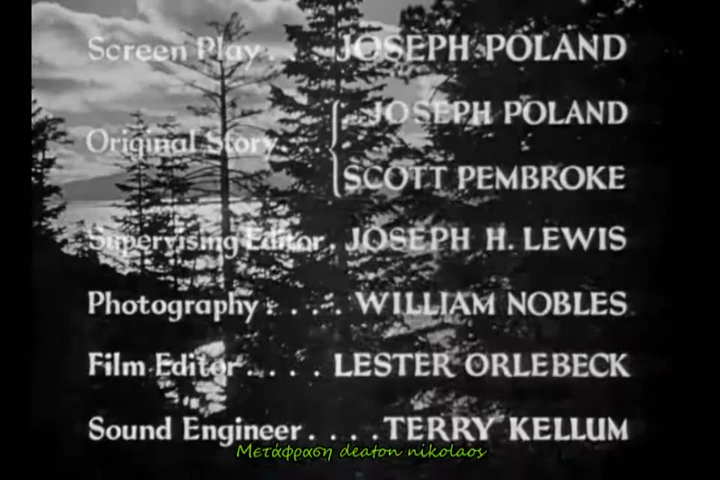 Screen Play . . . JOSEPH POLAND
Original Story . . . . { JOSEPH POLAND
SCOTT PEMBROKE
Supervising Editor . JOSEPH H. LEWIS
Photography . . . . . WILLIAM NOBLES
Film Editor . . . . . LESTER ORLEBECK
Sound Engineer . . . . TERRY KELLUM
Μετάφραση deaton nikolaos